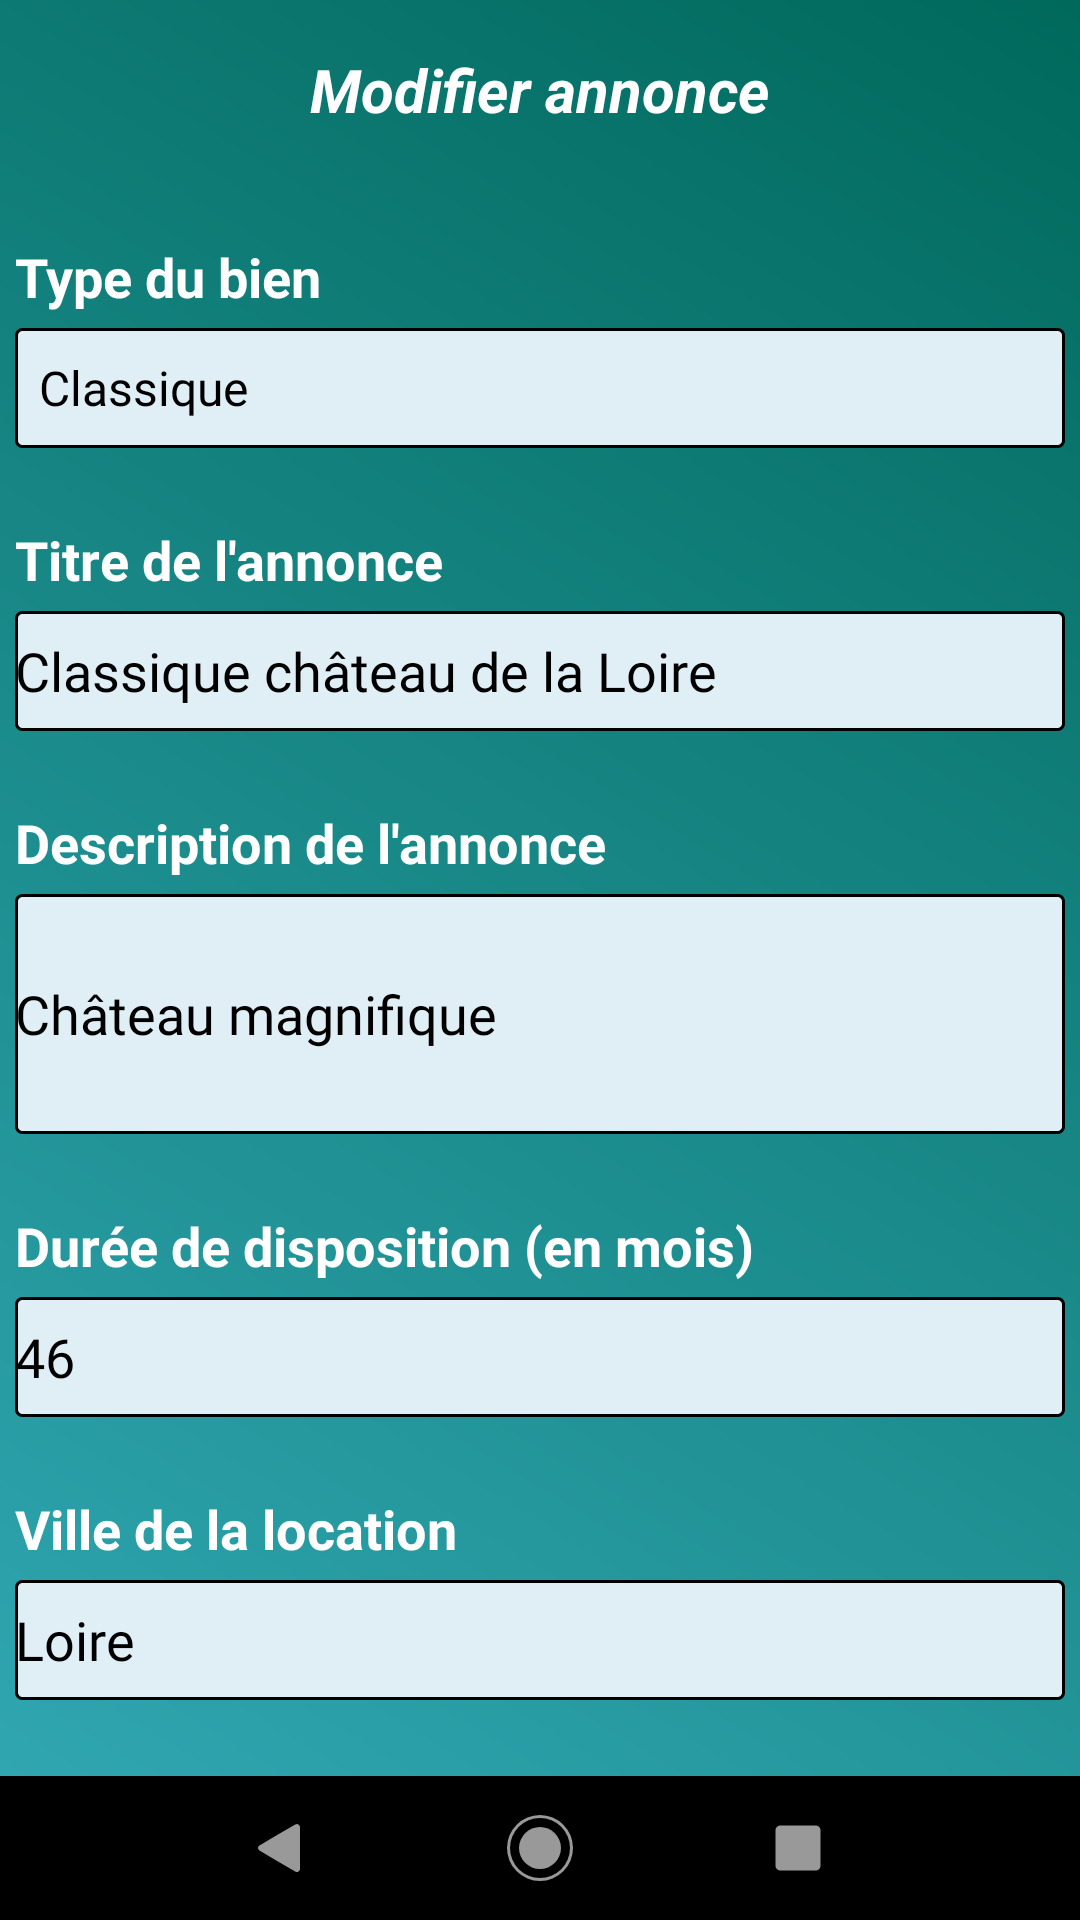 Modifier annonce
Type du bien
Classique
Titre de l'annonce
Classique château de la Loire
Description de l'annonce
Château magnifique
Durée de disposition (en mois)
46
Ville de la location
Loire